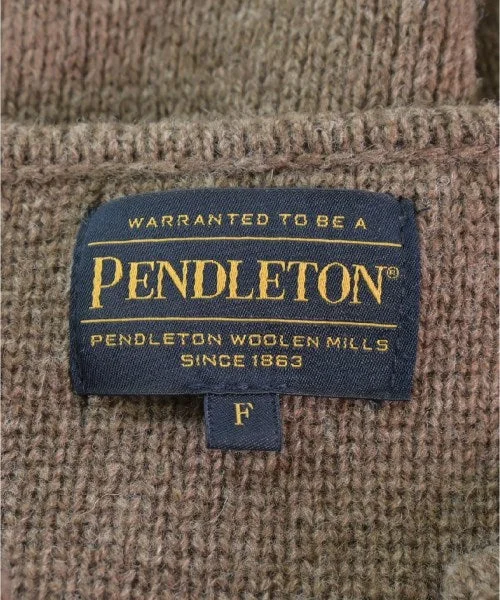 WARRANTED TO BE A
PENDLETON®
PENDLETON WOOLEN MILLS
SINCE 1863
F